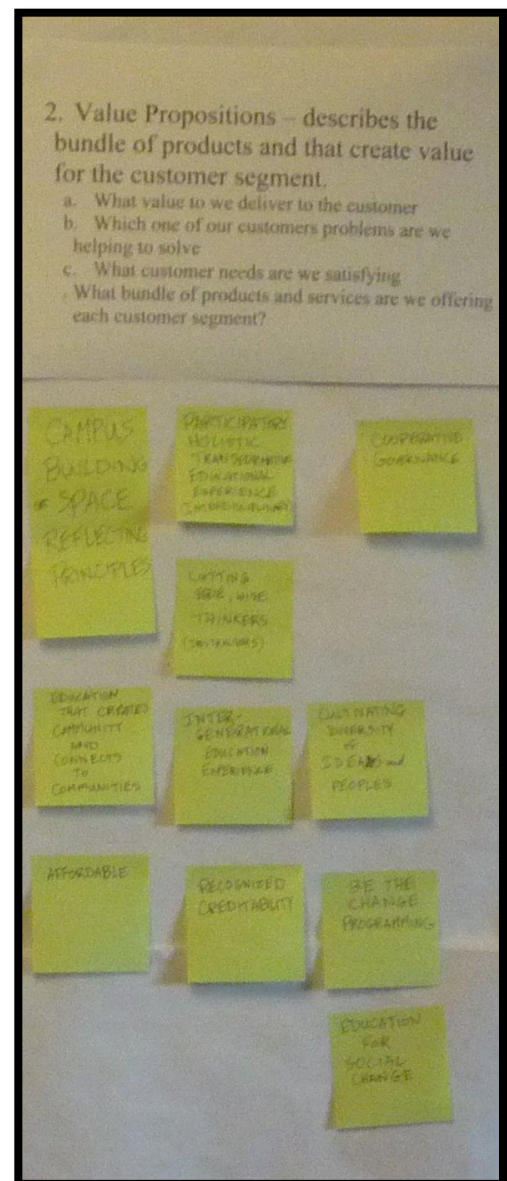 2. Value Propositions – describes the
bundle of products and that create value
for the customer segment.
a. What value to we deliver to the customer
b. Which one of our customers problems are we
helping to solve
c. What customer needs are we satisfying
What bundle of products and services are we offering
each customer segment?
CAMPUS
BUILDING
SPACE
REFLECTING
PRINCIPLES
PARTICIPATORY
HOLISTIC
TRANSFORMATIVE
EDUCATIONAL
EXPERIENCE
COOPERATIVE
GOVERNANCE
CUTTING
EDGE, WISE
THINKERS
(INSTRUCTORS)
EDUCATION
THAT CREATES
COMMUNITY
AND
CONNECTS
TO
COMMUNITIES
INTER-
GENERATIONAL
EDUCATION
EXPERIENCE
CULTIVATING
DIVERSITY
of
IDEAS and
PEOPLES
AFFORDABLE
RECOGNIZED
CREDITABILITY
BE THE
CHANGE
PROGRAMMING
EDUCATION
FOR
SOCIAL
CHANGE